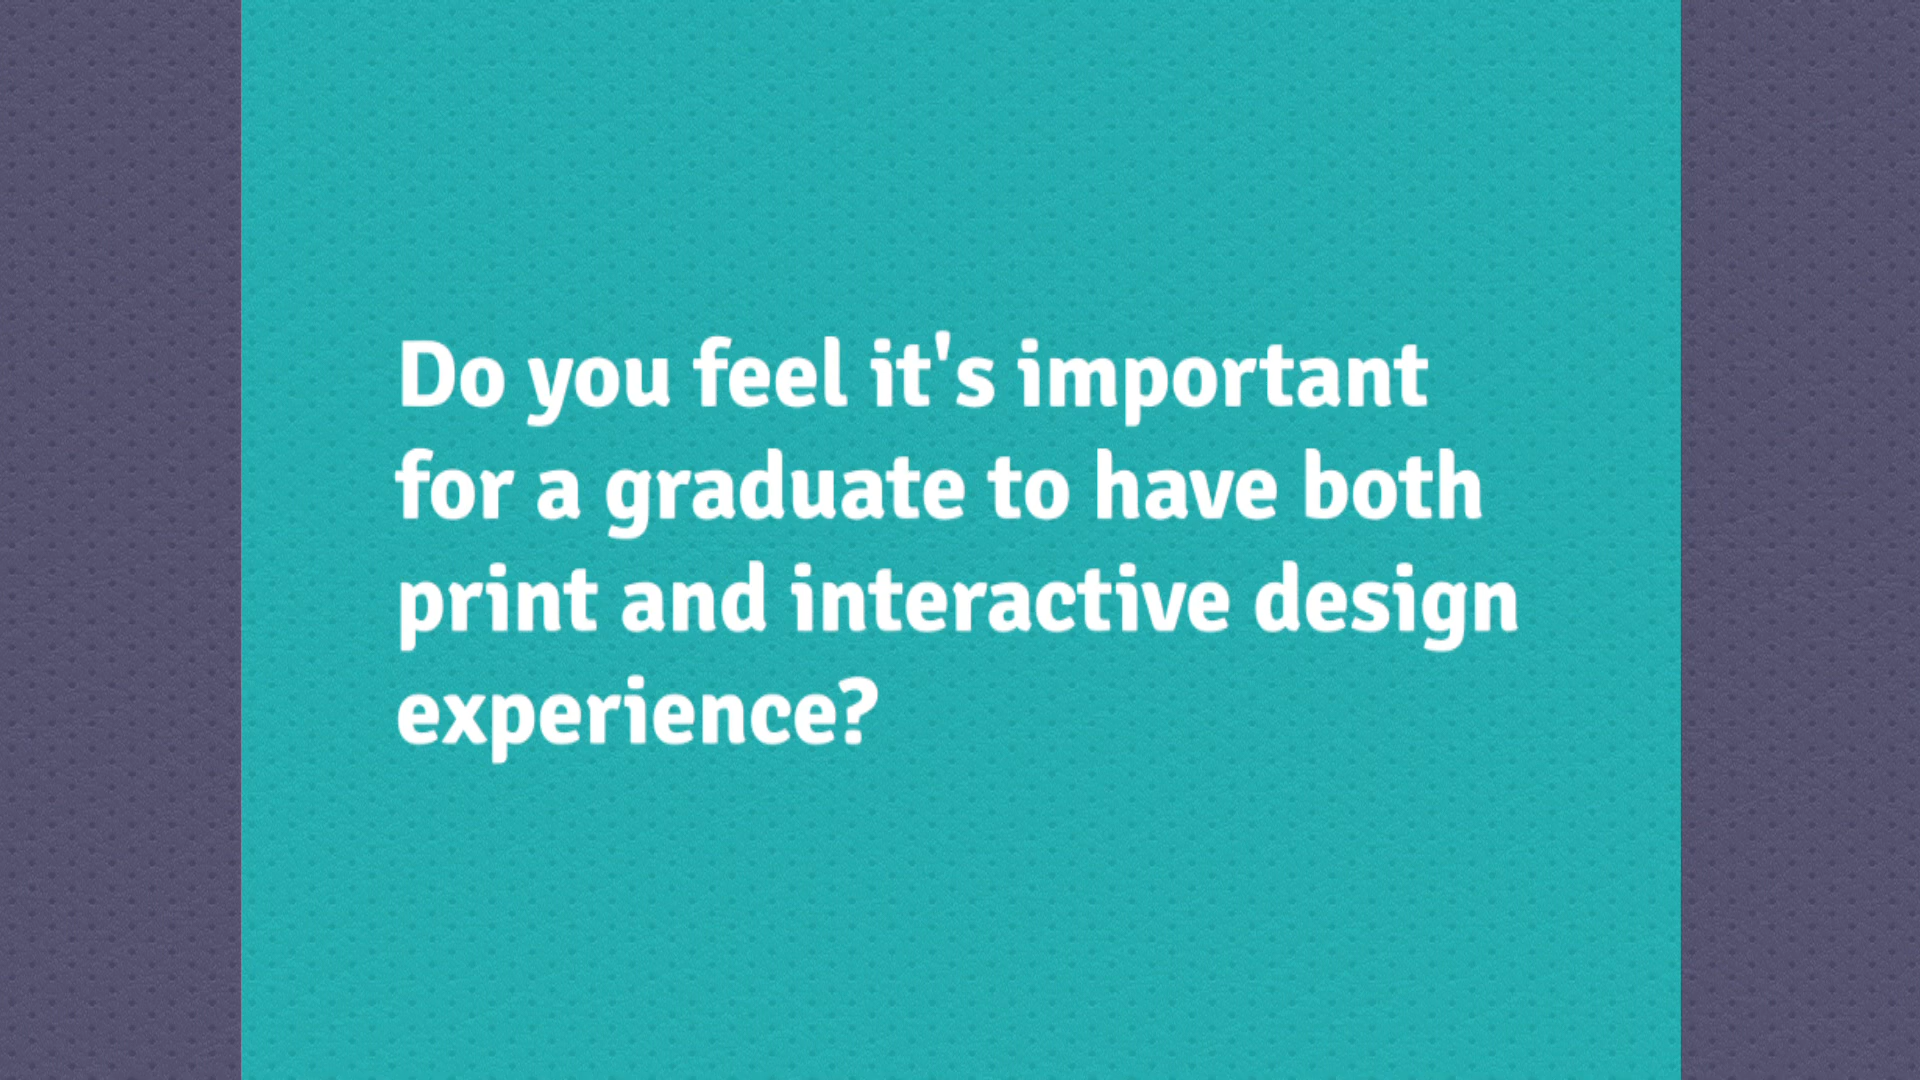 Do you feel it's important
for a graduate to have both
print and interactive design
experience?